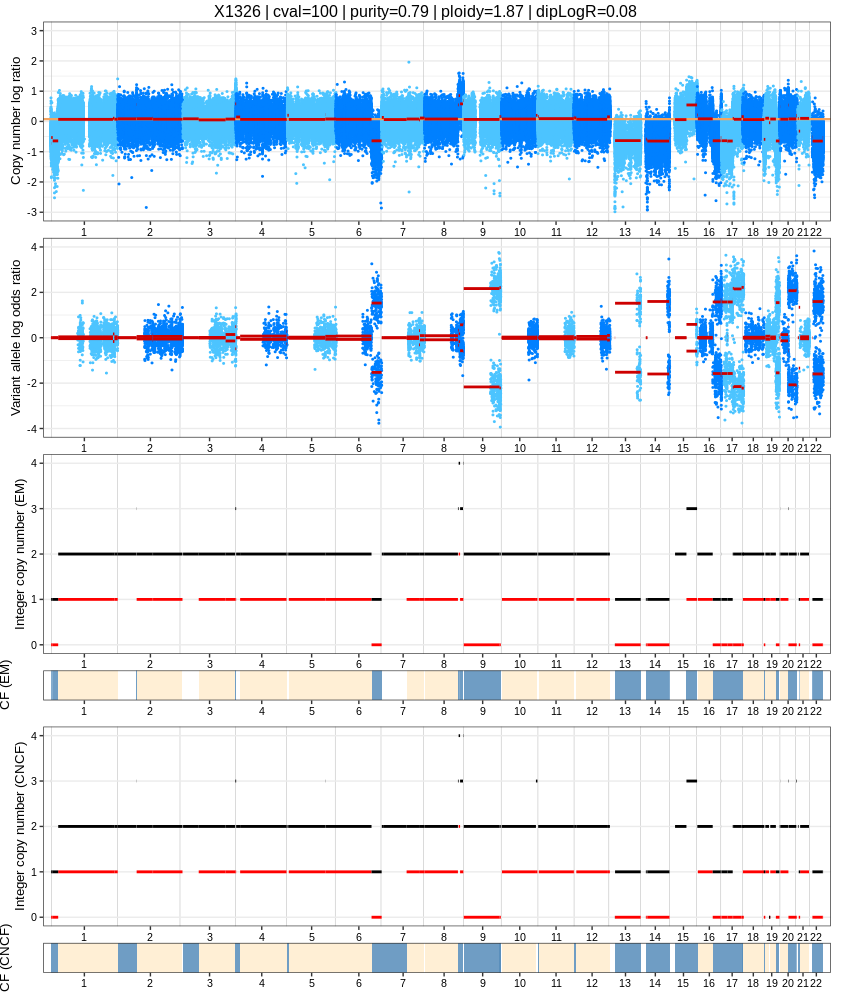 X1326 | cval=100 | purity=0.79 | ploidy=1.87 | dipLogR=0.08
Copy number log ratio
3
2
1
0
-1
-2
-3
1 2 3 4 5 6 7 8 9 10 11 12 13 14 15 16 17 18 19 20 21 22
Variant allele log odds ratio
4
2
0
-2
-4
1 2 3 4 5 6 7 8 9 10 11 12 13 14 15 16 17 18 19 20 21 22
Integer copy number (EM)
4
3
2
1
0
1 2 3 4 5 6 7 8 9 10 11 12 13 14 15 16 17 18 19 20 21 22
CF (EM)
1 2 3 4 5 6 7 8 9 10 11 12 13 14 15 16 17 18 19 20 21 22
Integer copy number (CNCF)
4
3
2
1
0
1 2 3 4 5 6 7 8 9 10 11 12 13 14 15 16 17 18 19 20 21 22
CF (CNCF)
1 2 3 4 5 6 7 8 9 10 11 12 13 14 15 16 17 18 19 20 21 22